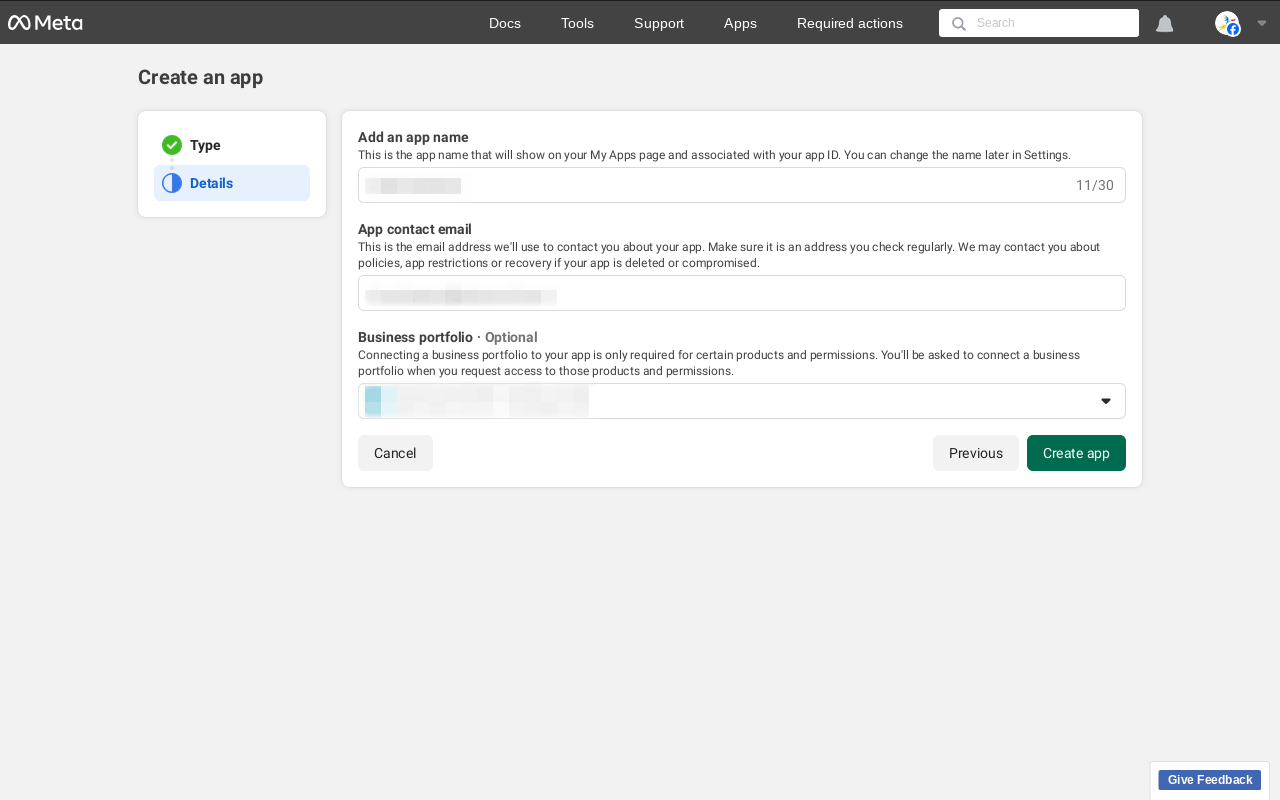 Meta
Docs
Tools
Support
Apps
Required actions
Search
Create an app
Type
Details
Add an app name
This is the app name that will show on your My Apps page and associated with your app ID. You can change the name later in Settings.
11/30
App contact email
This is the email address we'll use to contact you about your app. Make sure it is an address you check regularly. We may contact you about
policies, app restrictions or recovery if your app is deleted or compromised.
Business portfolio · Optional
Connecting a business portfolio to your app is only required for certain products and permissions. You'll be asked to connect a business
portfolio when you request access to those products and permissions.
Cancel
Previous
Create app
Give Feedback